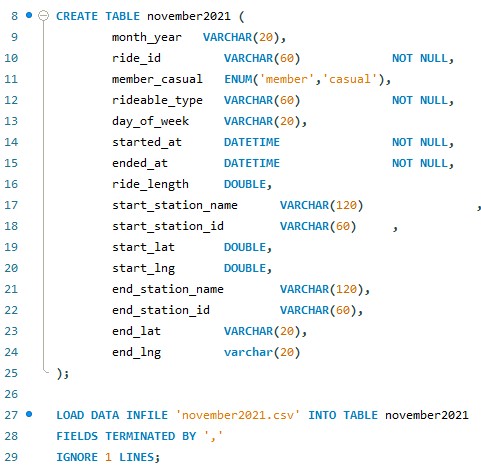 8 CREATE TABLE november2021 (
9 month_year VARCHAR(20),
10 ride_id VARCHAR(60) NOT NULL,
11 member_casual ENUM('member','casual'),
12 rideable_type VARCHAR(60) NOT NULL,
13 day_of_week VARCHAR(20),
14 started_at DATETIME NOT NULL,
15 ended_at DATETIME NOT NULL,
16 ride_length DOUBLE,
17 start_station_name VARCHAR(120) ,
18 start_station_id VARCHAR(60) ,
19 start_lat DOUBLE,
20 start_lng DOUBLE,
21 end_station_name VARCHAR(120),
22 end_station_id VARCHAR(60),
23 end_lat VARCHAR(20),
24 end_lng varchar(20)
25 );
26
27 LOAD DATA INFILE 'november2021.csv' INTO TABLE november2021
28 FIELDS TERMINATED BY ','
29 IGNORE 1 LINES;